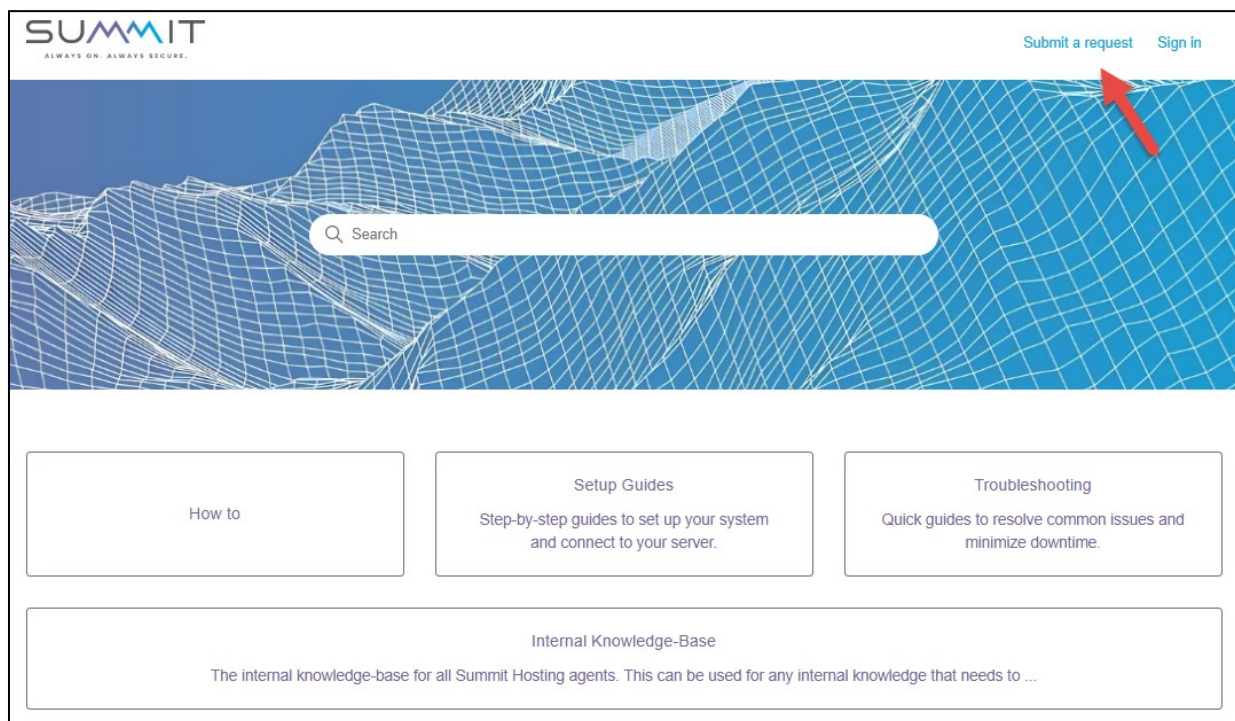 SUMMIT
ALWAYS ON. ALWAYS SECURE.
Submit a request Sign in
Search
How to
Setup Guides
Step-by-step guides to set up your system
and connect to your server.
Troubleshooting
Quick guides to resolve common issues and
minimize downtime.
Internal Knowledge-Base
The internal knowledge-base for all Summit Hosting agents. This can be used for any internal knowledge that needs to ...